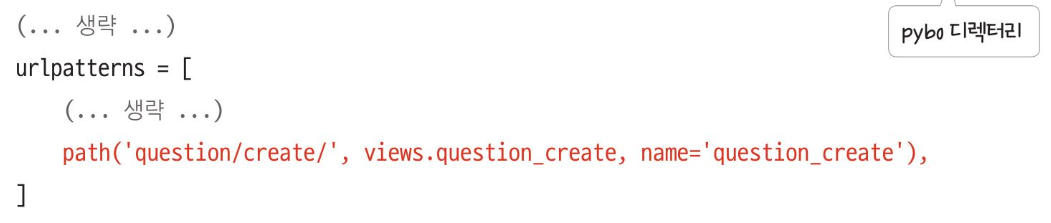 (... 생략 ...)
pybo 디렉터리
urlpatterns = [
    (... 생략 ...)
    path('question/create/', views.question_create, name='question_create'),
]